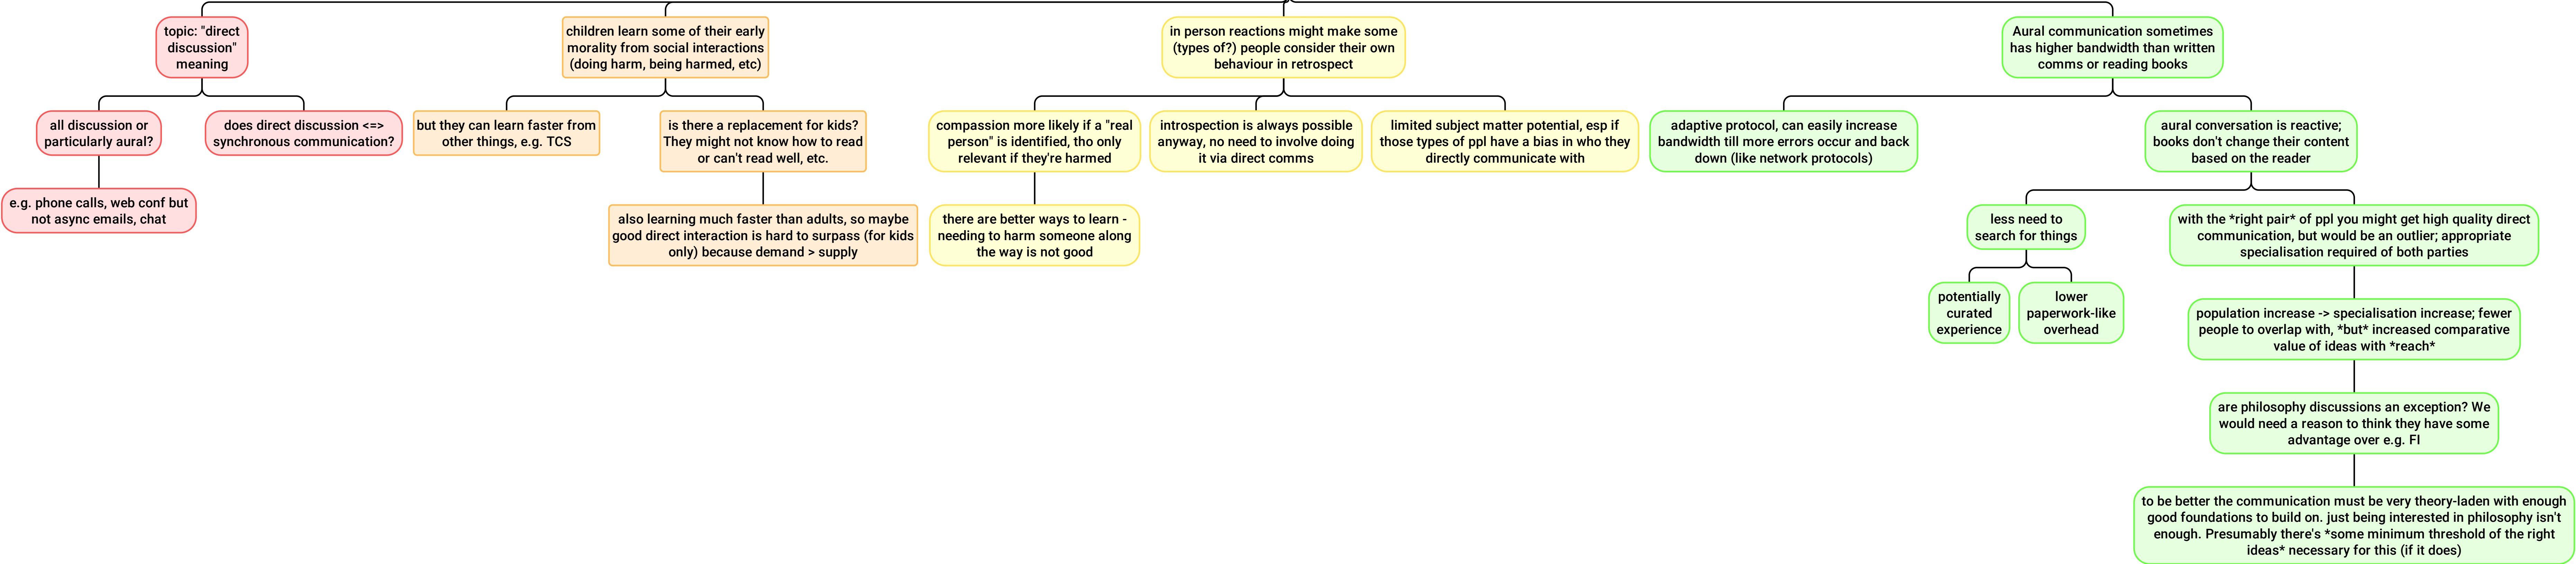 topic: "direct
discussion"
meaning
children learn some of their early
morality from social interactions
(doing harm, being harmed, etc)
in person reactions might make some
(types of?) people consider their own
behaviour in retrospect
Aural communication sometimes
has higher bandwidth than written
comms or reading books
all discussion or
particularly aural?
does direct discussion <=>
synchronous communication?
but they can learn faster from
other things, e.g. TCS
is there a replacement for kids?
They might not know how to read
or can't read well, etc.
compassion more likely if a "real
person" is identified, tho only
relevant if they're harmed
introspection is always possible
anyway, no need to involve doing
it via direct comms
limited subject matter potential, esp if
those types of ppl have a bias in who they
directly communicate with
adaptive protocol, can easily increase
bandwidth till more errors occur and back
down (like network protocols)
aural conversation is reactive;
books don't change their content
based on the reader
e.g. phone calls, web conf but
not async emails, chat
also learning much faster than adults, so maybe
good direct interaction is hard to surpass (for kids
only) because demand > supply
there are better ways to learn -
needing to harm someone along
the way is not good
less need to
search for things
with the *right pair* of ppl you might get high quality direct
communication, but would be an outlier; appropriate
specialisation required of both parties
potentially
curated
experience
lower
paperwork-like
overhead
population increase -> specialisation increase; fewer
people to overlap with, *but* increased comparative
value of ideas with *reach*
are philosophy discussions an exception? We
would need a reason to think they have some
advantage over e.g. FI
to be better the communication must be very theory-laden with enough
good foundations to build on. just being interested in philosophy isn't
enough. Presumably there's *some minimum threshold of the right
ideas* necessary for this (if it does)